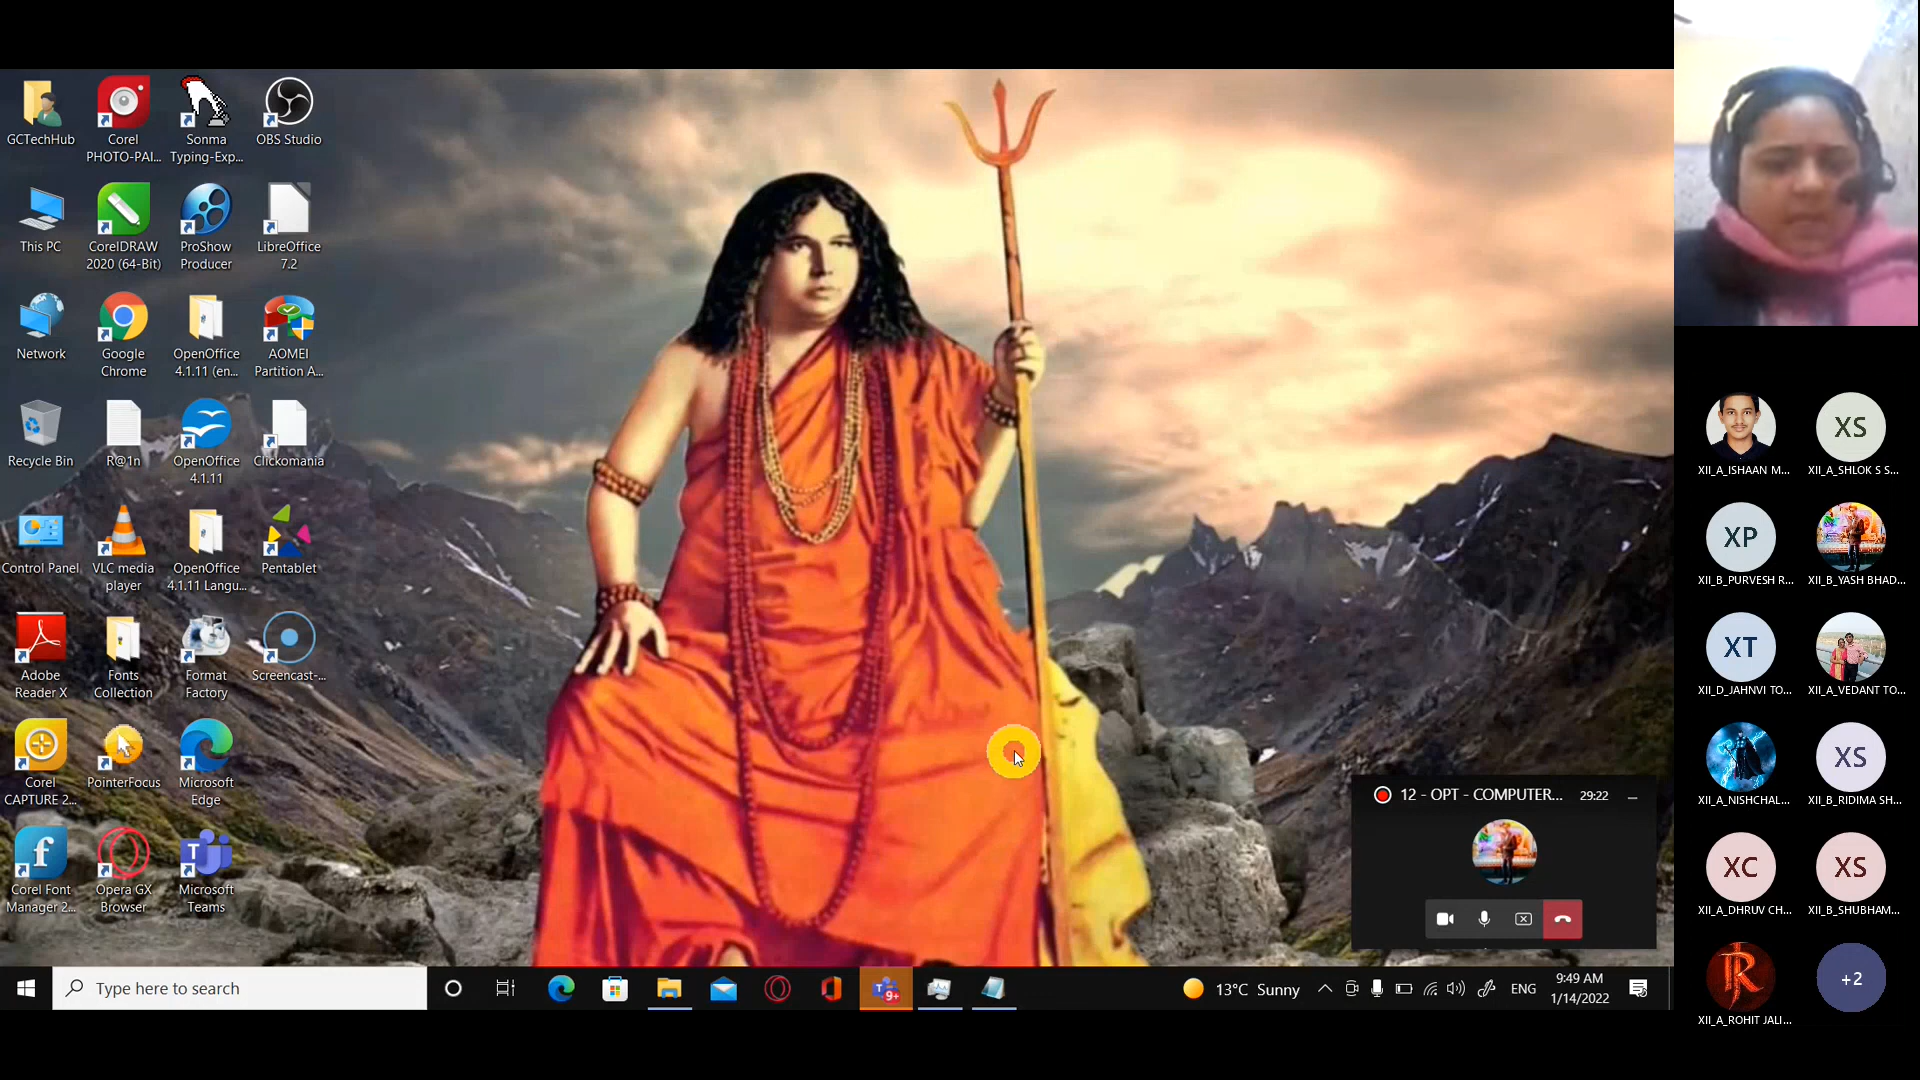 GCTechHub
Corel
PHOTO-PAI...
Sonma
Typing-Exp...
OBS Studio
This PC
CorelDRAW
2020 (64-Bit)
ProShow
Producer
LibreOffice
7.2
Network
Google
Chrome
OpenOffice
4.1.11 (en...
AOMEI
Partition A...
Recycle Bin
R@1n
OpenOffice
4.1.11
Clickomania
Control Panel
VLC media
player
OpenOffice
4.1.11 Langu...
Pentablet
Adobe
Reader X
Fonts
Collection
Format
Factory
Screencast-...
Corel
CAPTURE 2...
PointerFocus
Microsoft
Edge
Corel Font
Manager 2...
Opera GX
Browser
Microsoft
Teams
12 - OPT - COMPUTER...
29:22
Type here to search
9+
13°C Sunny
ENG
9:49 AM
1/14/2022
XII_A_ISHAAN M...
XS
XII_A_SHLOK S S...
XP
XII_B_PURVESH R...
XII_B_YASH BHAD...
XT
XII_D_JAHNVI TO...
XII_A_VEDANT TO...
XII_A_NISHCHAL...
XS
XII_B_RIDIMA SH...
XC
XII_A_DHRUV CH...
XS
XII_B_SHUBHAM...
R
XII_A_ROHIT JALI...
+2